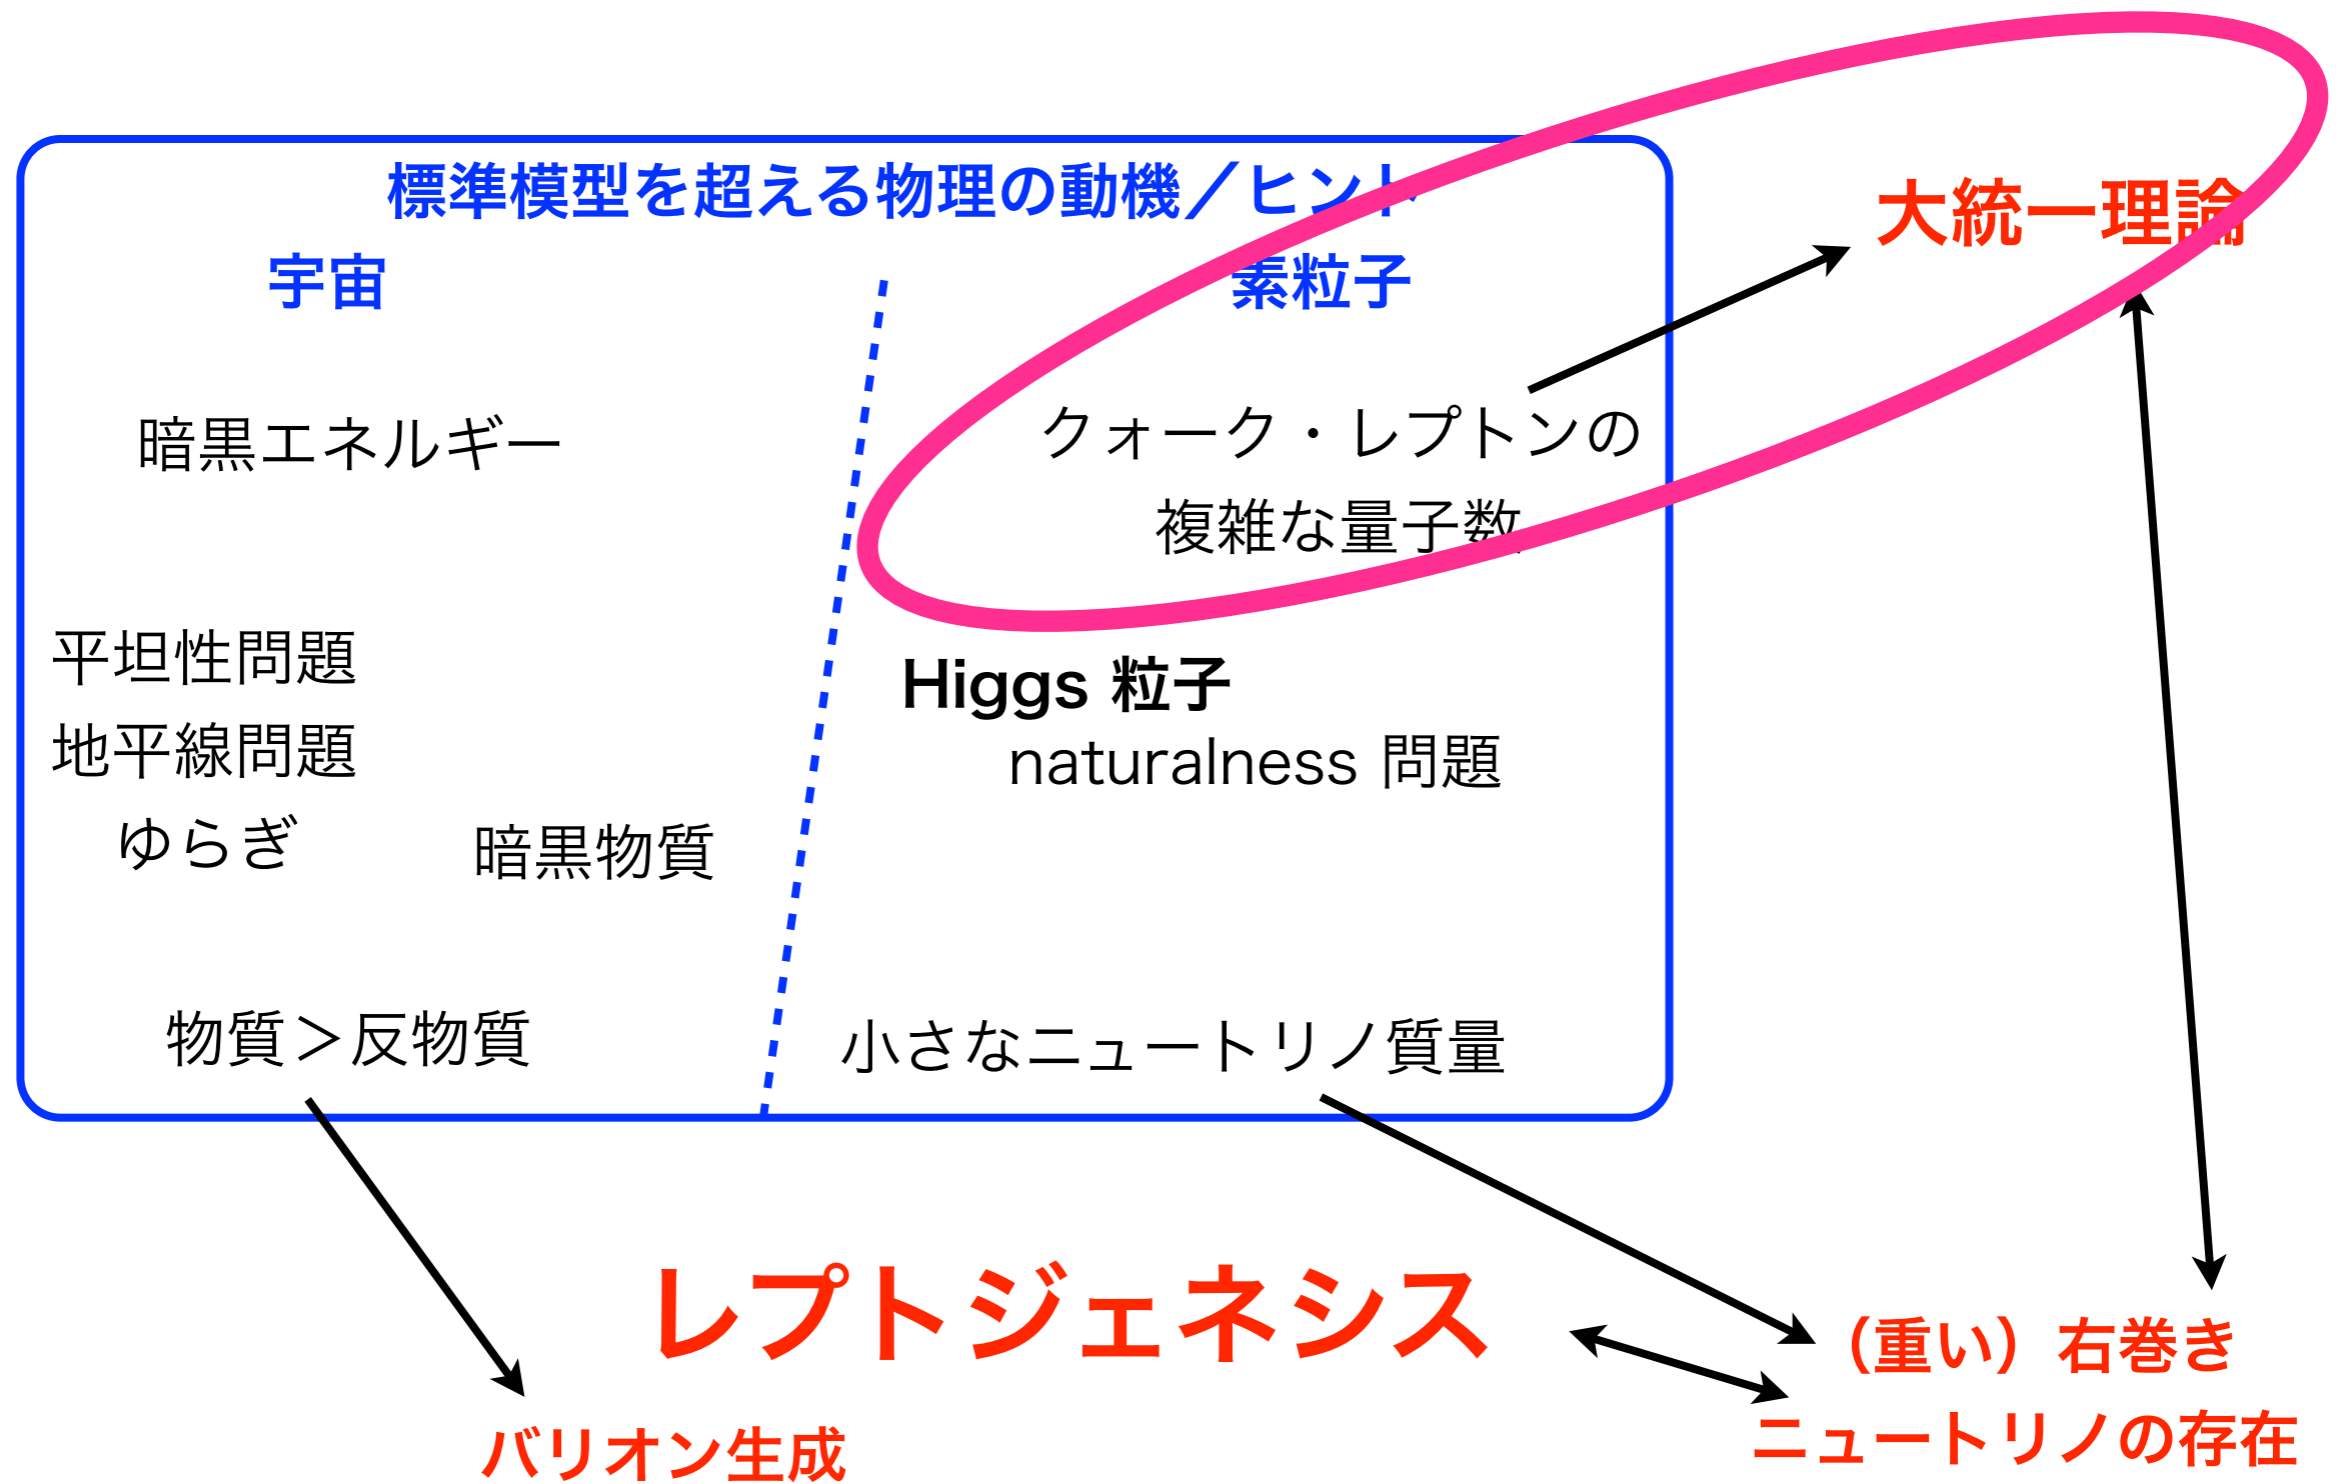 標準模型を超える物理の動機／ヒント
宇宙
素粒子
大統一理論
暗黒エネルギー
クォーク・レプトンの
複雑な量子数
平坦性問題
地平線問題
ゆらぎ
暗黒物質
Higgs 粒子
naturalness 問題
物質＞反物質
小さなニュートリノ質量
レプトジェネシス
バリオン生成
（重い）右巻き
ニュートリノの存在